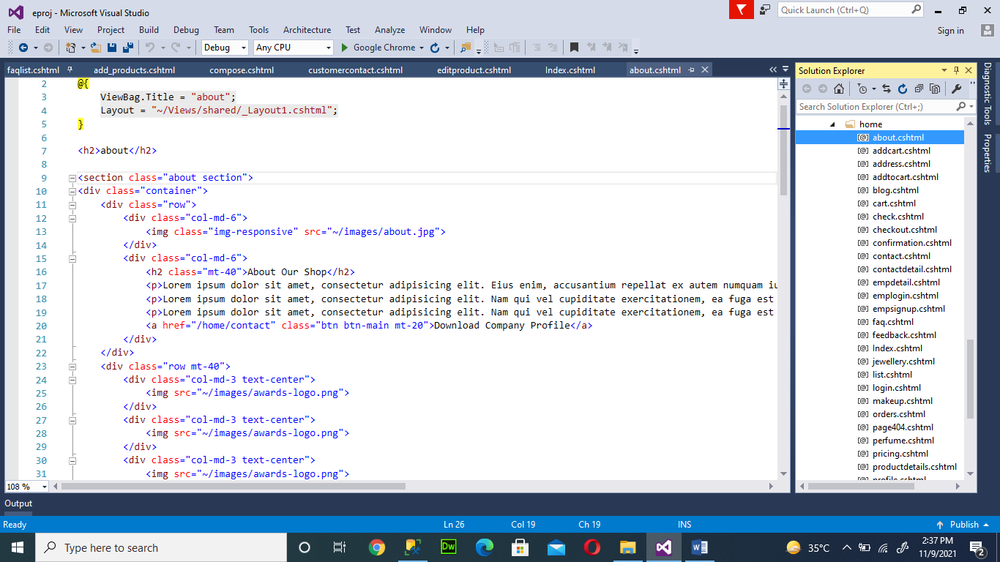 eproj - Microsoft Visual Studio
Quick Launch (Ctrl+Q)
File Edit View Project Build Debug Team Tools Architecture Test Analyze Window Help
Sign in
Debug Any CPU Google Chrome
faqlist.cshtml add_products.cshtml compose.cshtml customercontact.cshtml editproduct.cshtml Index.cshtml about.cshtml
2 @{
3 ViewBag.Title = "about";
4 Layout = "~/Views/shared/_Layout1.cshtml";
5 }
6
7 <h2>about</h2>
8
9 <section class="about section">
10 <div class="container">
11 <div class="row">
12 <div class="col-md-6">
13 <img class="img-responsive" src="~/images/about.jpg">
14 </div>
15 <div class="col-md-6">
16 <h2 class="mt-40">About Our Shop</h2>
17 <p>Lorem ipsum dolor sit amet, consectetur adipisicing elit. Eius enim, accusantium repellat ex autem numquam iu
18 <p>Lorem ipsum dolor sit amet, consectetur adipisicing elit. Nam qui vel cupiditate exercitationem, ea fuga est
19 <p>Lorem ipsum dolor sit amet, consectetur adipisicing elit. Nam qui vel cupiditate exercitationem, ea fuga est
20 <a href="/home/contact" class="btn btn-main mt-20">Download Company Profile</a>
21 </div>
22 </div>
23 <div class="row mt-40">
24 <div class="col-md-3 text-center">
25 <img src="~/images/awards-logo.png">
26 </div>
27 <div class="col-md-3 text-center">
28 <img src="~/images/awards-logo.png">
29 </div>
30 <div class="col-md-3 text-center">
31 <img src="~/images/awards-logo.png">
108 %
Solution Explorer
Search Solution Explorer (Ctrl+;)
home
[@] about.cshtml
[@] addcart.cshtml
[@] address.cshtml
[@] addtocart.cshtml
[@] blog.cshtml
[@] cart.cshtml
[@] check.cshtml
[@] checkout.cshtml
[@] confirmation.cshtml
[@] contact.cshtml
[@] contactdetail.cshtml
[@] empdetail.cshtml
[@] emplogin.cshtml
[@] empsignup.cshtml
[@] faq.cshtml
[@] feedback.cshtml
[@] Index.cshtml
[@] jewellery.cshtml
[@] list.cshtml
[@] login.cshtml
[@] makeup.cshtml
[@] orders.cshtml
[@] page404.cshtml
[@] perfume.cshtml
[@] pricing.cshtml
[@] productdetails.cshtml
[@] profile.cshtml
Diagnostic Tools
Properties
Output
Ready Ln 26 Col 19 Ch 19 INS Publish
Type here to search
Dw
35°C
2:37 PM
11/9/2021
2